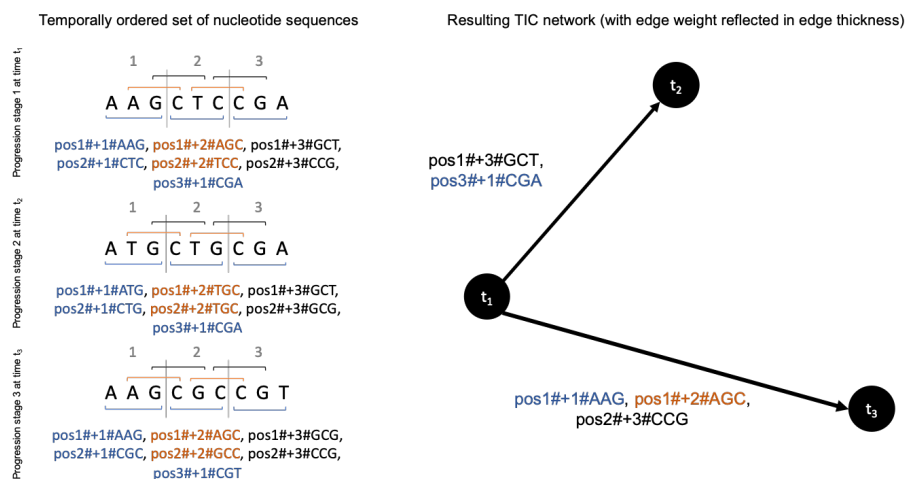 Temporally ordered set of nucleotide sequences
Resulting TIC network (with edge weight reflected in edge thickness)
Progression stage 1 at time t₁
1 2 3
A A G C T C C G A
pos1#+1#AAG, pos1#+2#AGC, pos1#+3#GCT,
pos2#+1#CTC, pos2#+2#TCC, pos2#+3#CCG,
pos3#+1#CGA
Progression stage 2 at time t₂
1 2 3
A T G C T G C G A
pos1#+1#ATG, pos1#+2#TGC, pos1#+3#GCT,
pos2#+1#CTG, pos2#+2#TGC, pos2#+3#GCG,
pos3#+1#CGA
Progression stage 3 at time t₃
1 2 3
A A G C G C C G T
pos1#+1#AAG, pos1#+2#AGC, pos1#+3#GCG,
pos2#+1#CGC, pos2#+2#GCC, pos2#+3#CCG,
pos3#+1#CGT
t₂
pos1#+3#GCT,
pos3#+1#CGA
t₁
pos1#+1#AAG, pos1#+2#AGC,
pos2#+3#CCG
t₃